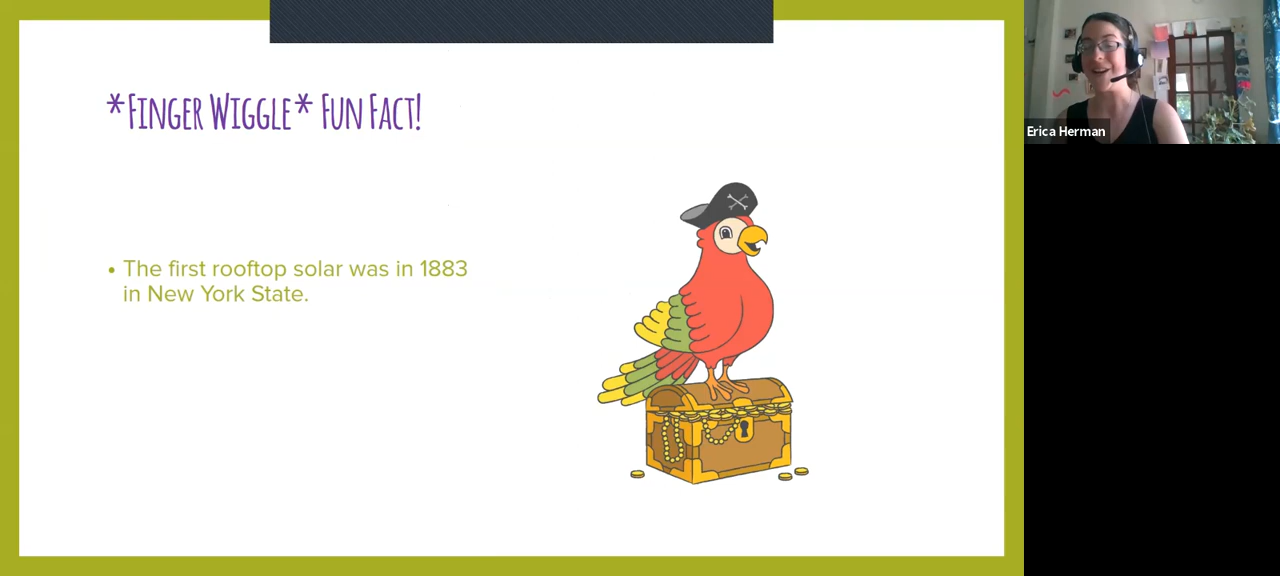 *Finger Wiggle* Fun Fact!
• The first rooftop solar was in 1883
in New York State.
Erica Herman